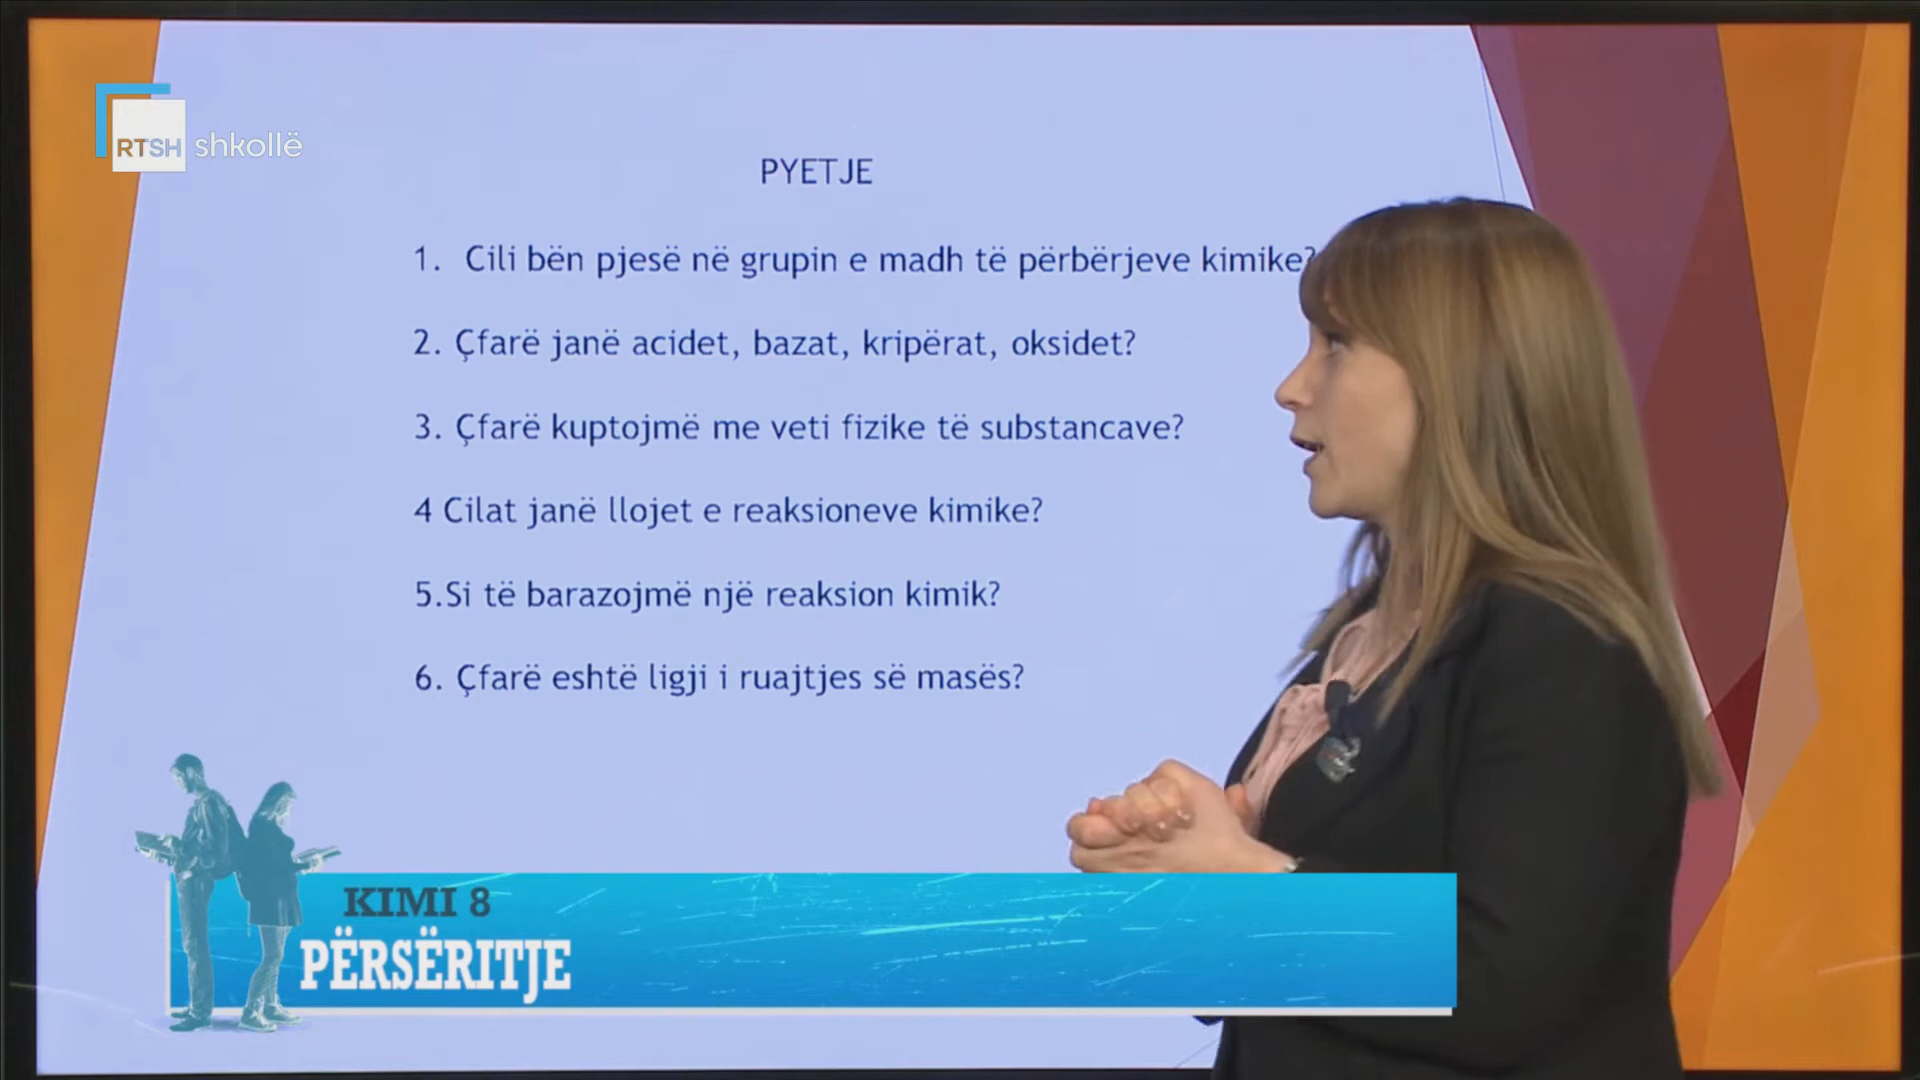 RTSH shkollë
PYETJE
1. Cili bën pjesë në grupin e madh të përbërjeve kimike?
2. Çfarë janë acidet, bazat, kripërat, oksidet?
3. Çfarë kuptojmë me veti fizike të substancave?
4 Cilat janë llojet e reaksioneve kimike?
5.Si të barazojmë një reaksion kimik?
6. Çfarë eshtë ligji i ruajtjes së masës?
KIMI 8
PËRSËRITJE